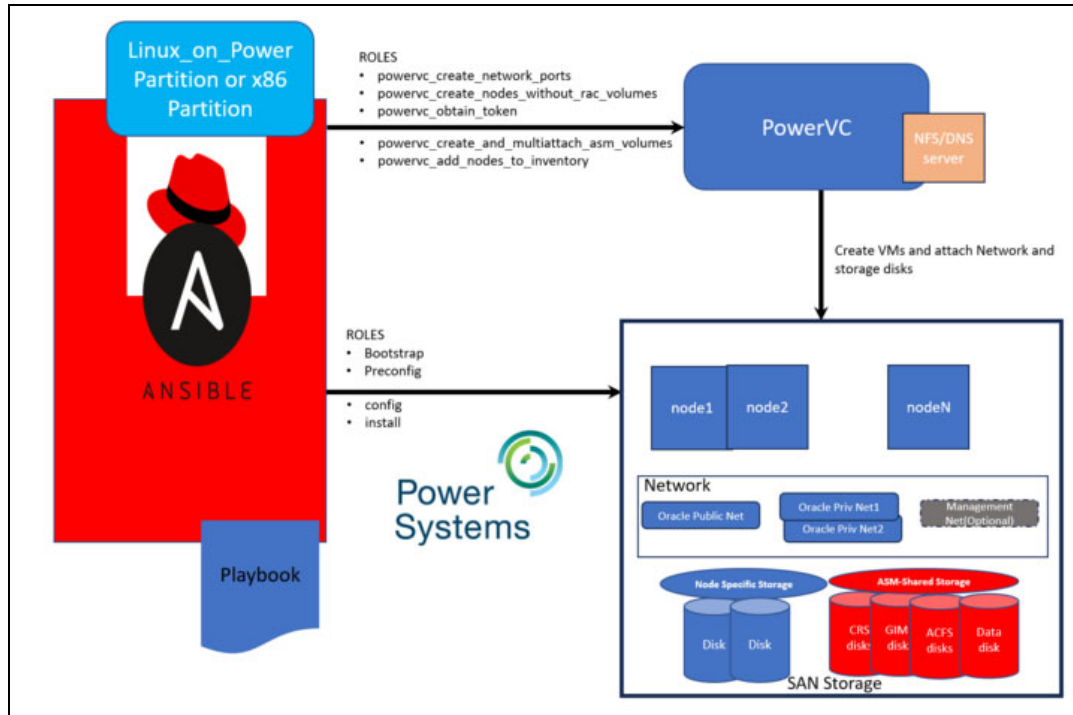 Linux_on_Power
Partition or x86
Partition
ANSIBLE
Playbook
ROLES
• powervc_create_network_ports
• powervc_create_nodes_without_rac_volumes
• powervc_obtain_token
• powervc_create_and_multiattach_asm_volumes
• powervc_add_nodes_to_inventory
PowerVC
NFS/DNS
server
Create VMs and attach Network and
storage disks
ROLES
• Bootstrap
• Preconfig
• config
• install
Power
Systems
node1
node2
nodeN
Network
Oracle Public Net
Oracle Priv Net1
Oracle Priv Net2
Management
Net(Optional)
Node Specific Storage
ASM-Shared Storage
Disk
Disk
CRS
disks
GIM
disk
ACFS
disks
Data
disk
SAN Storage